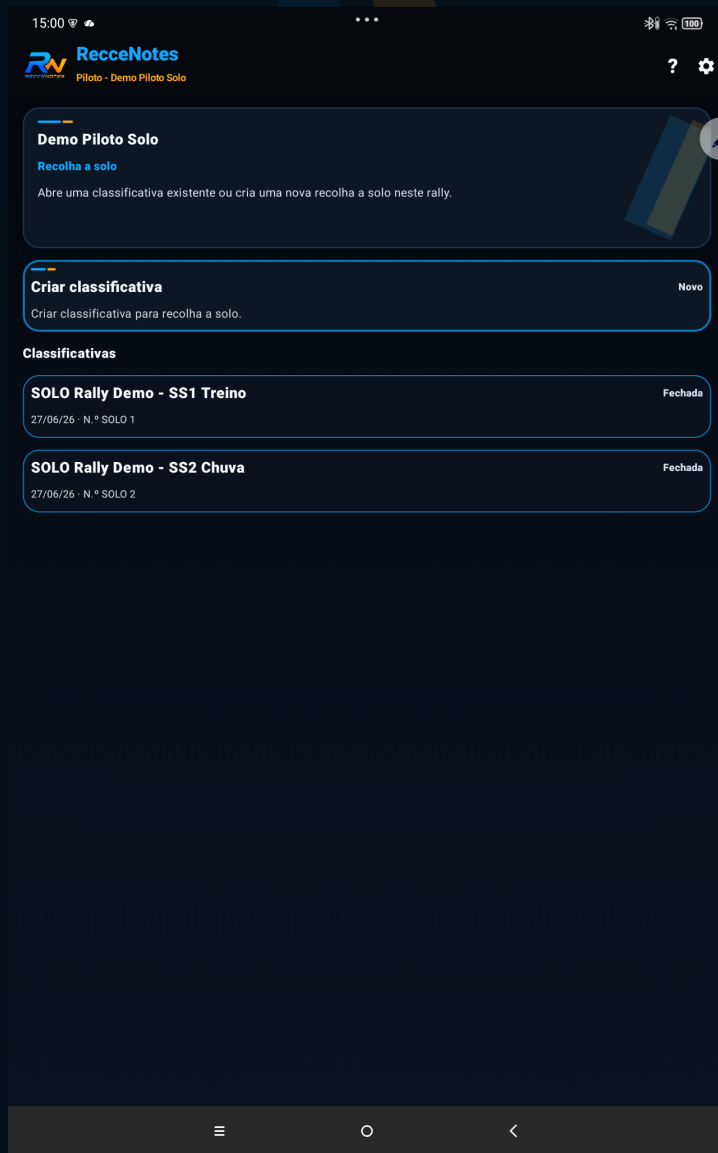 15:00
100
RecceNotes
RECCENOTES
Piloto - Demo Piloto Solo
?
Demo Piloto Solo
Recolha a solo
Abre uma classificativa existente ou cria uma nova recolha a solo neste rally.
Criar classificativa
Novo
Criar classificativa para recolha a solo.
Classificativas
SOLO Rally Demo - SS1 Treino
Fechada
27/06/26 · N.º SOLO 1
SOLO Rally Demo - SS2 Chuva
Fechada
27/06/26 · N.º SOLO 2